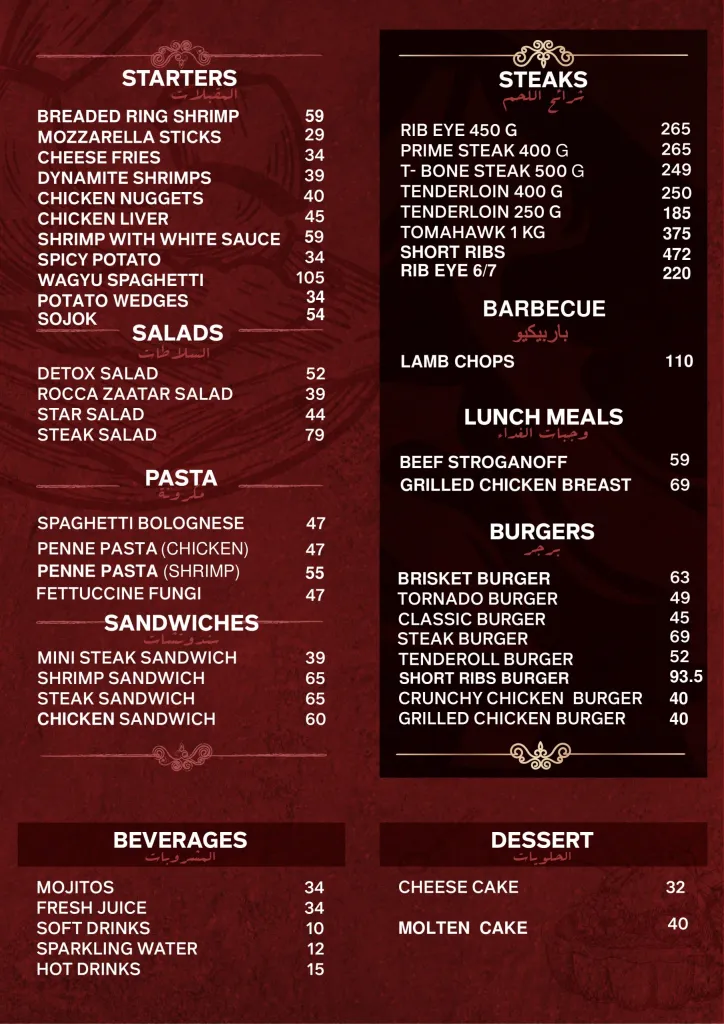 STARTERS
المقبلات
BREADED RING SHRIMP 59
MOZZARELLA STICKS 29
CHEESE FRIES 34
DYNAMITE SHRIMPS 39
CHICKEN NUGGETS 40
CHICKEN LIVER 45
SHRIMP WITH WHITE SAUCE 59
SPICY POTATO 34
WAGYU SPAGHETTI 105
POTATO WEDGES 34
SOJOK 54
SALADS
السلاطات
DETOX SALAD 52
ROCCA ZAATAR SALAD 39
STAR SALAD 44
STEAK SALAD 79
PASTA
مكرونة
SPAGHETTI BOLOGNESE 47
PENNE PASTA (CHICKEN) 47
PENNE PASTA (SHRIMP) 55
FETTUCCINE FUNGI 47
SANDWICHES
سندوتشات
MINI STEAK SANDWICH 39
SHRIMP SANDWICH 65
STEAK SANDWICH 65
CHICKEN SANDWICH 60
STEAKS
شرائح اللحم
RIB EYE 450 G 265
PRIME STEAK 400 G 265
T- BONE STEAK 500 G 249
TENDERLOIN 400 G 250
TENDERLOIN 250 G 185
TOMAHAWK 1 KG 375
SHORT RIBS 472
RIB EYE 6/7 220
BARBECUE
باربيكيو
LAMB CHOPS 110
LUNCH MEALS
وجبات الغداء
BEEF STROGANOFF 59
GRILLED CHICKEN BREAST 69
BURGERS
برجر
BRISKET BURGER 63
TORNADO BURGER 49
CLASSIC BURGER 45
STEAK BURGER 69
TENDEROLL BURGER 52
SHORT RIBS BURGER 93.5
CRUNCHY CHICKEN BURGER 40
GRILLED CHICKEN BURGER 40
BEVERAGES
المشروبات
MOJITOS 34
FRESH JUICE 34
SOFT DRINKS 10
SPARKLING WATER 12
HOT DRINKS 15
DESSERT
الحلويات
CHEESE CAKE 32
MOLTEN CAKE 40